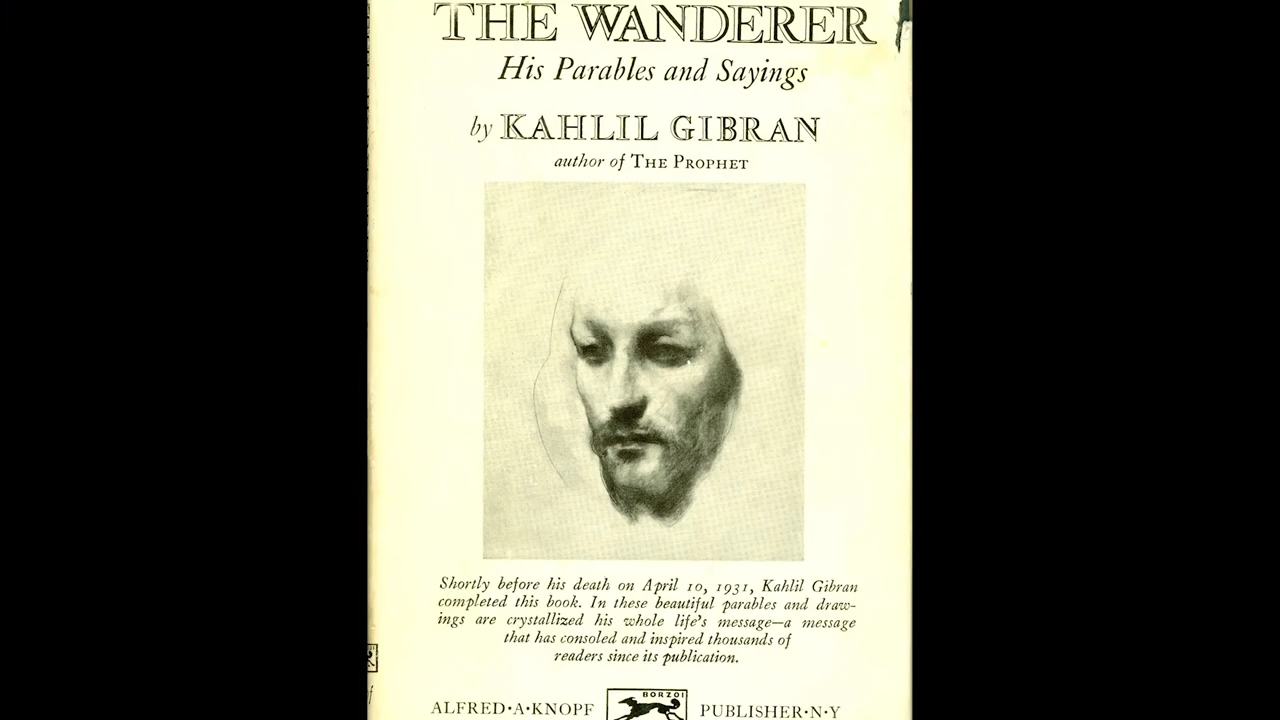 THE WANDERER
His Parables and Sayings
by KAHLIL GIBRAN
author of THE PROPHET
Shortly before his death on April 10, 1931, Kahlil Gibran
completed this book. In these beautiful parables and draw-
ings are crystallized his whole life's message—a message
that has consoled and inspired thousands of
readers since its publication.
BORZOI
ALFRED·A·KNOPF PUBLISHER·N·Y